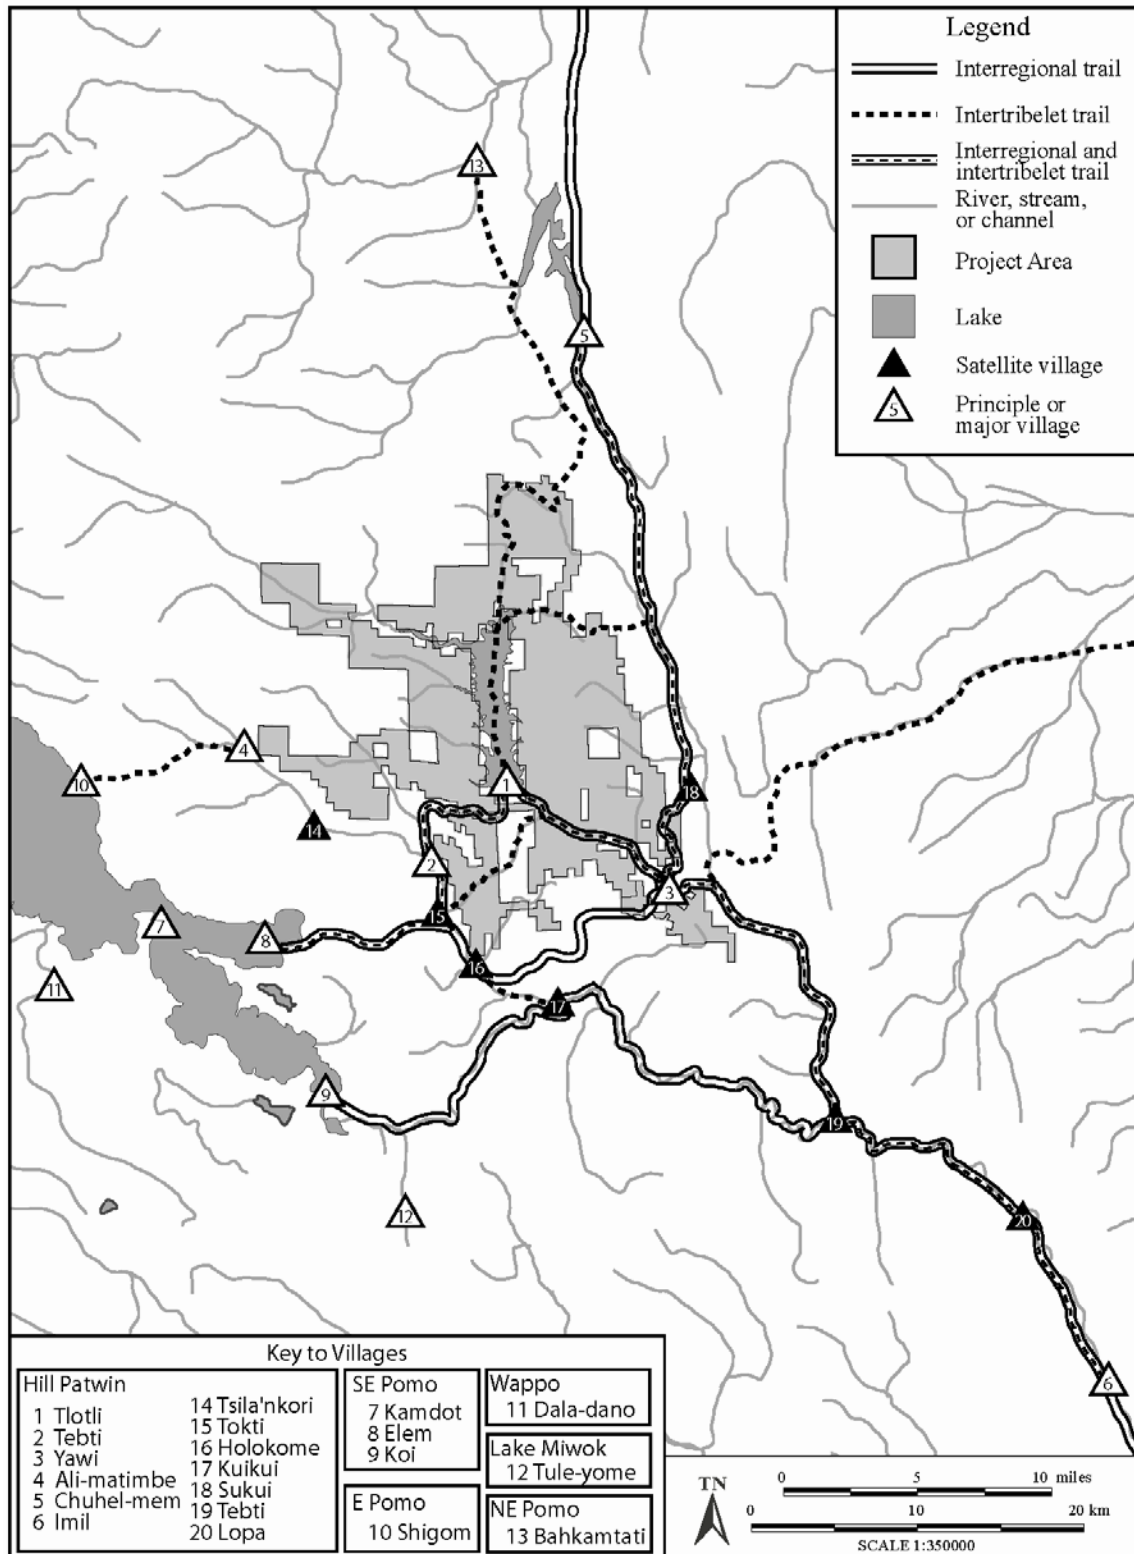 Legend
Interregional trail
Intertribelet trail
Interregional and
intertribelet trail
River, stream,
or channel
Project Area
Lake
Satellite village
5
Principle or
major village
13
5
4
10
1
18
14
2
3
15
7
8
16
11
17
9
19
12
20
6
Key to Villages
Hill Patwin
1 Tlotli
2 Tebti
3 Yawi
4 Ali-matimbe
5 Chuhel-mem
6 Imil
14 Tsila'nkori
15 Tokti
16 Holokome
17 Kuikui
18 Sukui
19 Tebti
20 Lopa
SE Pomo
7 Kamdot
8 Elem
9 Koi
E Pomo
10 Shigom
Wappo
11 Dala-dano
Lake Miwok
12 Tule-yome
NE Pomo
13 Bahkamtati
TN
0 5 10 miles
0 10 20 km
SCALE 1:350000